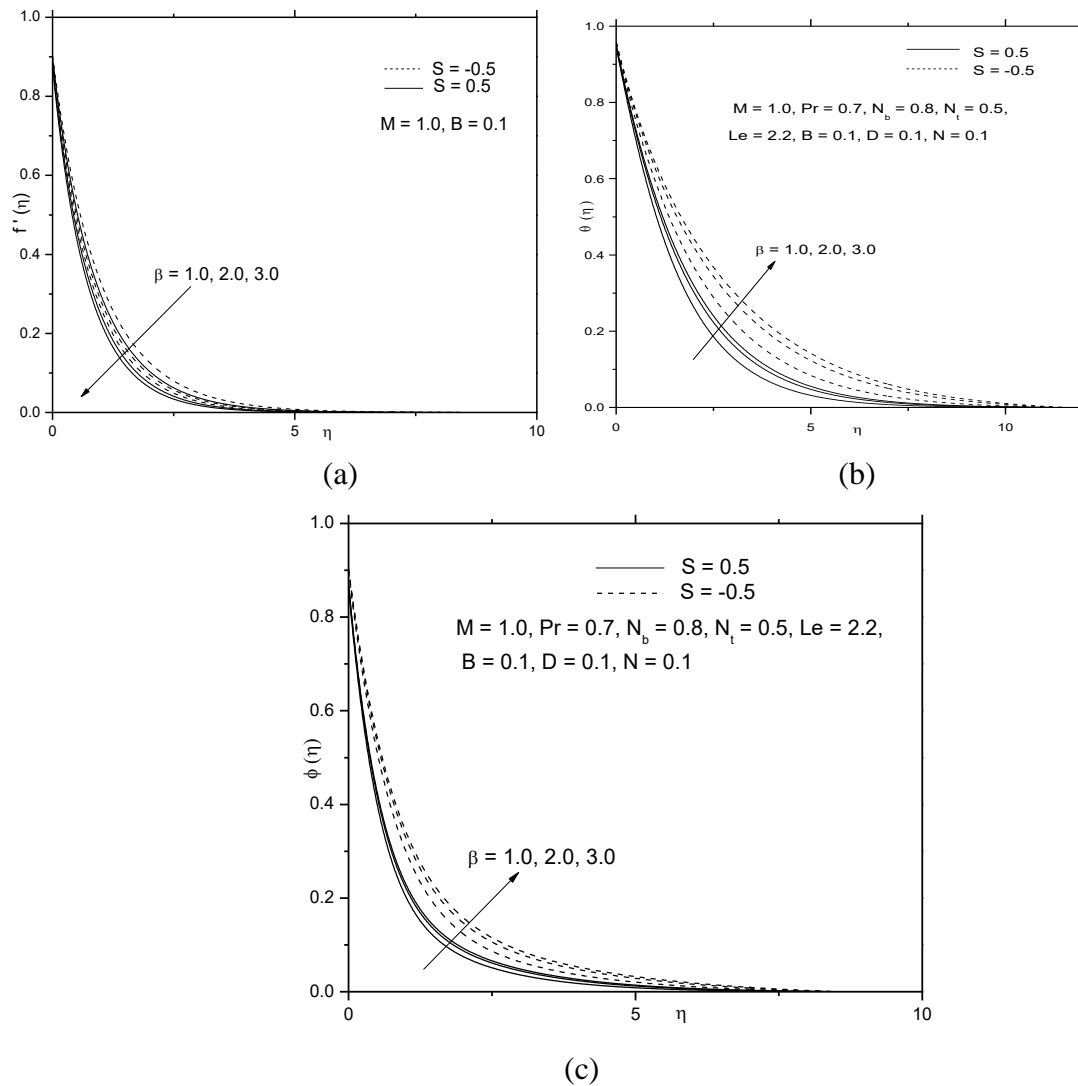 1.0
0.8
0.6
0.4
0.2
0.0
f ' (η)
S = -0.5
S = 0.5
M = 1.0, B = 0.1
β = 1.0, 2.0, 3.0
0
5
10
η
(a)
1.0
0.8
0.6
0.4
0.2
0.0
θ (η)
S = 0.5
S = -0.5
M = 1.0, Pr = 0.7, N_b = 0.8, N_t = 0.5,
Le = 2.2, B = 0.1, D = 0.1, N = 0.1
β = 1.0, 2.0, 3.0
0
5
10
η
(b)
1.0
0.8
0.6
0.4
0.2
0.0
ϕ (η)
S = 0.5
S = -0.5
M = 1.0, Pr = 0.7, N_b = 0.8, N_t = 0.5, Le = 2.2,
B = 0.1, D = 0.1, N = 0.1
β = 1.0, 2.0, 3.0
0
5
10
η
(c)